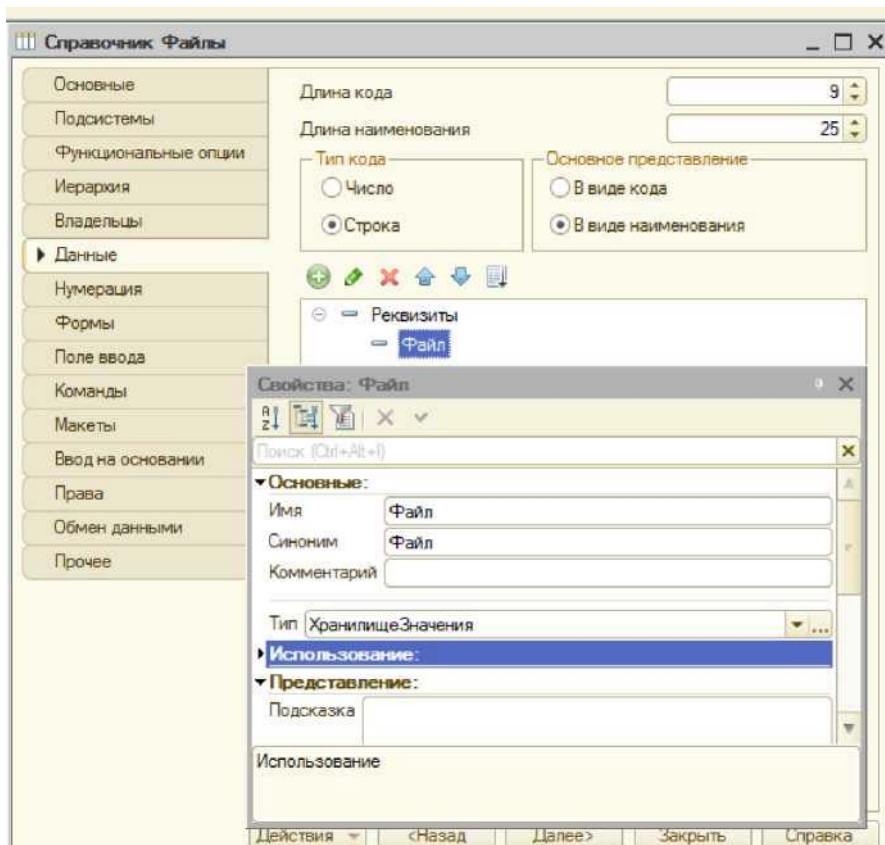 Справочник Файлы
Основные
Подсистемы
Функциональные опции
Иерархия
Владельцы
Данные
Нумерация
Формы
Поле ввода
Команды
Макеты
Ввод на основании
Права
Обмен данными
Прочее
Длина кода 9
Длина наименования 25
Тип кода
Число
Строка
Основное представление
В виде кода
В виде наименования
Реквизиты
Файл
Свойства: Файл
Поиск (Ctrl+Alt+I)
Основные:
Имя Файл
Синоним Файл
Комментарий
Тип ХранилищеЗначения
Использование:
Представление:
Подсказка
Использование
Действия <Назад Далее> Закрыть Справка